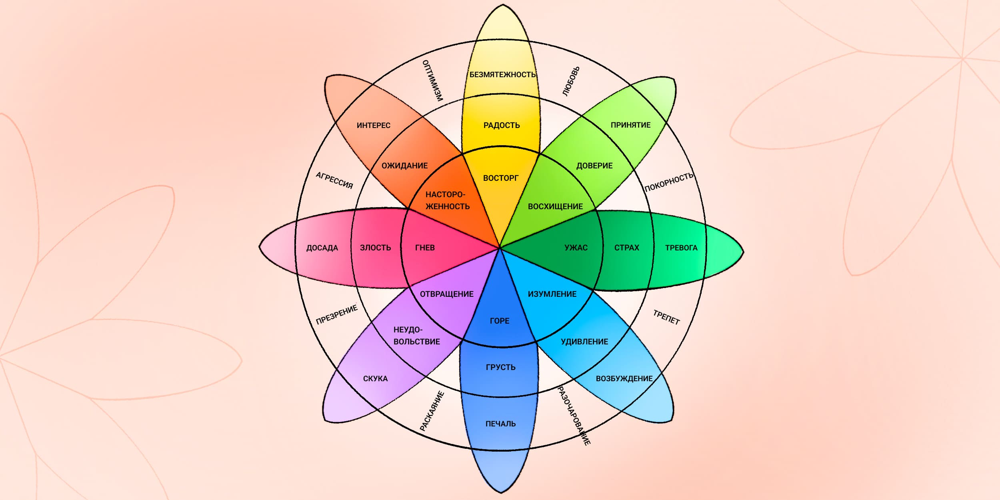 ОПТИМИЗМ
БЕЗМЯТЕЖНОСТЬ
ЛЮБОВЬ
ИНТЕРЕС
РАДОСТЬ
ПРИНЯТИЕ
ОЖИДАНИЕ
ДОВЕРИЕ
АГРЕССИЯ
ВОСТОРГ
ПОКОРНОСТЬ
НАСТОРО-
ЖЕННОСТЬ
ВОСХИЩЕНИЕ
ДОСАДА
ЗЛОСТЬ
ГНЕВ
УЖАС
СТРАХ
ТРЕВОГА
ОТВРАЩЕНИЕ
ИЗУМЛЕНИЕ
ПРЕЗРЕНИЕ
ГОРЕ
ТРЕПЕТ
НЕУДО-
ВОЛЬСТВИЕ
УДИВЛЕНИЕ
ГРУСТЬ
СКУКА
ВОЗБУЖДЕНИЕ
РАСКАЯНИЕ
ПЕЧАЛЬ
РАЗОЧАРОВАНИЕ